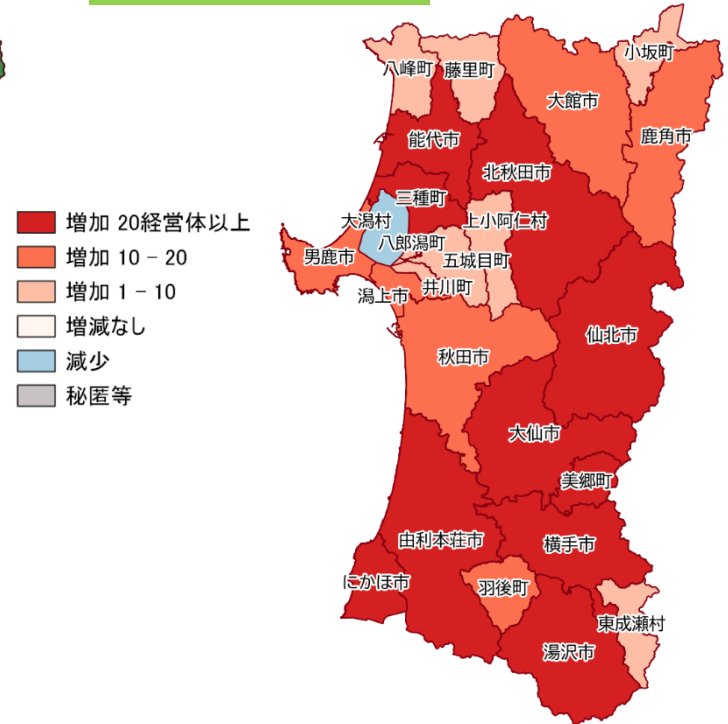 小坂町
八峰町
藤里町
大館市
鹿角市
能代市
北秋田市
三種町
大潟村
上小阿仁村
八郎潟町
男鹿市
五城目町
井川町
潟上市
仙北市
秋田市
大仙市
美郷町
由利本荘市
横手市
にかほ市
羽後町
東成瀬村
湯沢市
増加 20経営体以上
増加 10 − 20
増加 1 − 10
増減なし
減少
秘匿等